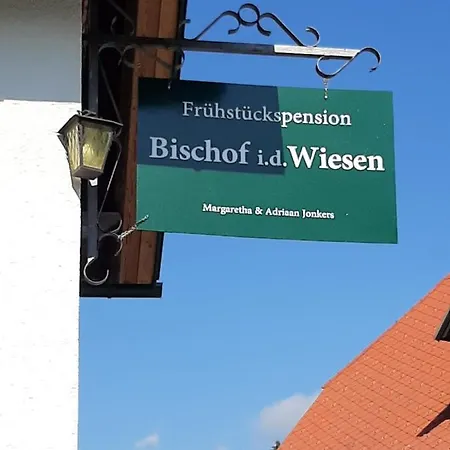 Frühstückspension
Bischof i.d.Wiesen
Margaretha & Adriaan Jonkers